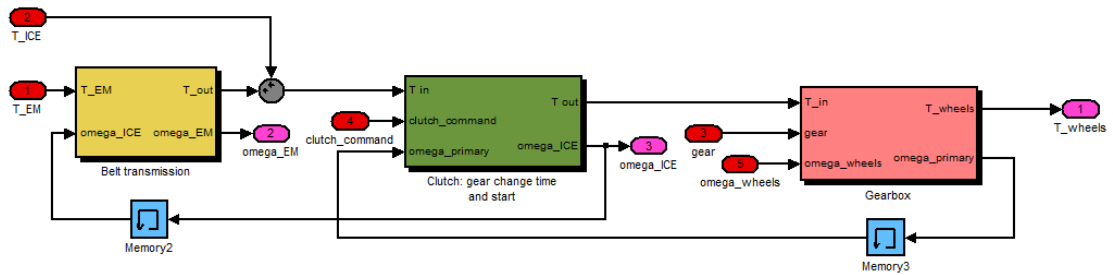 2
T_ICE
1
T_EM
T_EM
T_out
omega_ICE
omega_EM
Belt transmission
2
omega_EM
4
clutch_command
T in
T out
clutch_command
omega_primary
omega_ICE
Clutch: gear change time
and start
3
omega_ICE
3
gear
5
omega_wheels
T_in
T_wheels
gear
omega_wheels
omega_primary
Gearbox
1
T_wheels
Memory2
Memory3